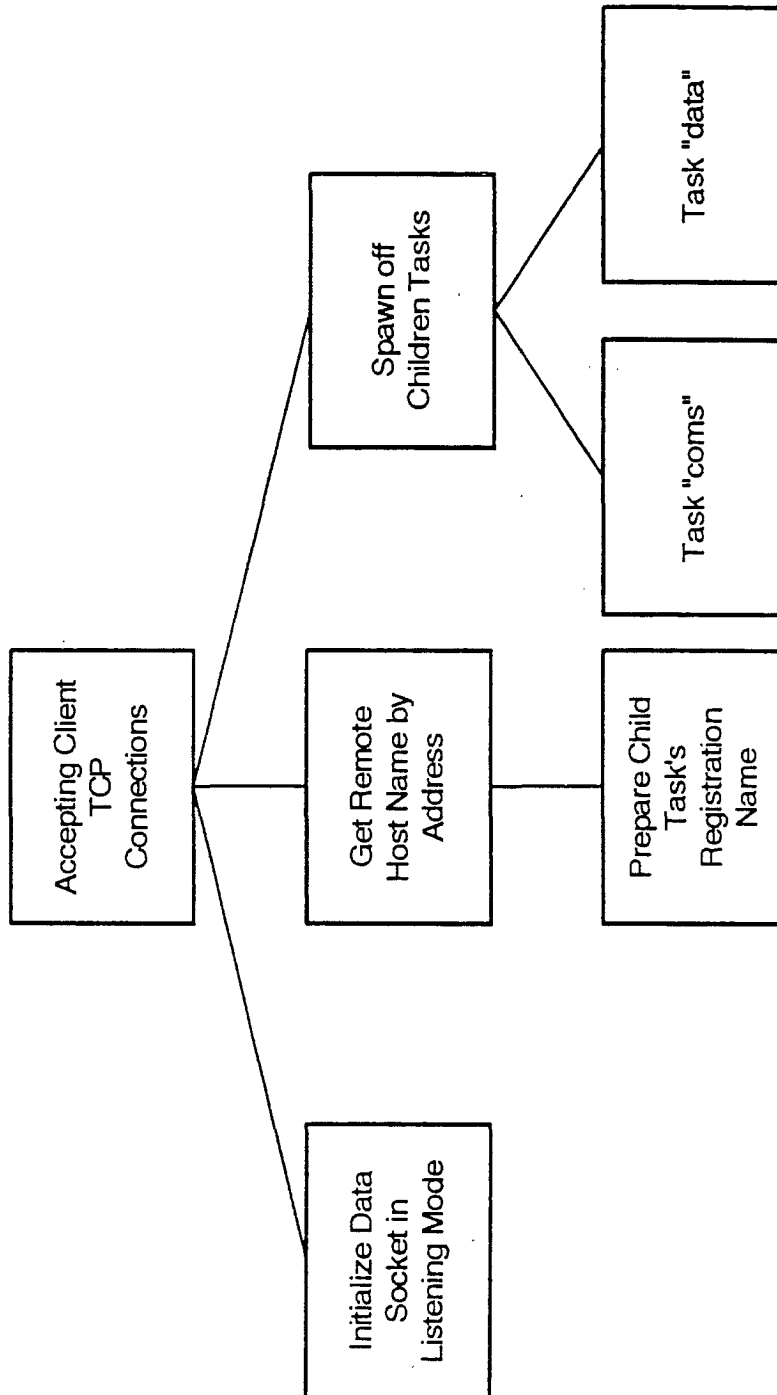 Accepting Client
TCP
Connections
Initialize Data
Socket in
Listening Mode
Get Remote
Host Name by
Address
Spawn off
Children Tasks
Prepare Child
Task's
Registration
Name
Task "coms"
Task "data"